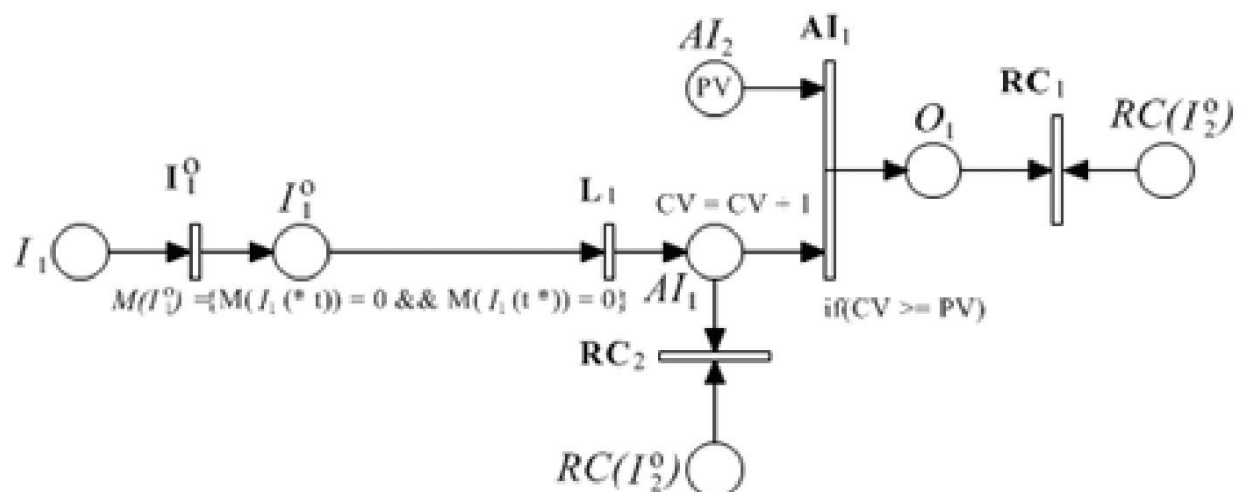 AI₂
PV
AI₁
O₁
RC₁
RC(I₂⁰)
I₁⁰
I₁⁰
L₁
CV = CV + 1
I₁
AI₁
M(I₁⁰) ={M( I₁ (* t)) = 0 && M( I₁ (t *)) = 0}
if(CV >= PV)
RC₂
RC(I₂⁰)